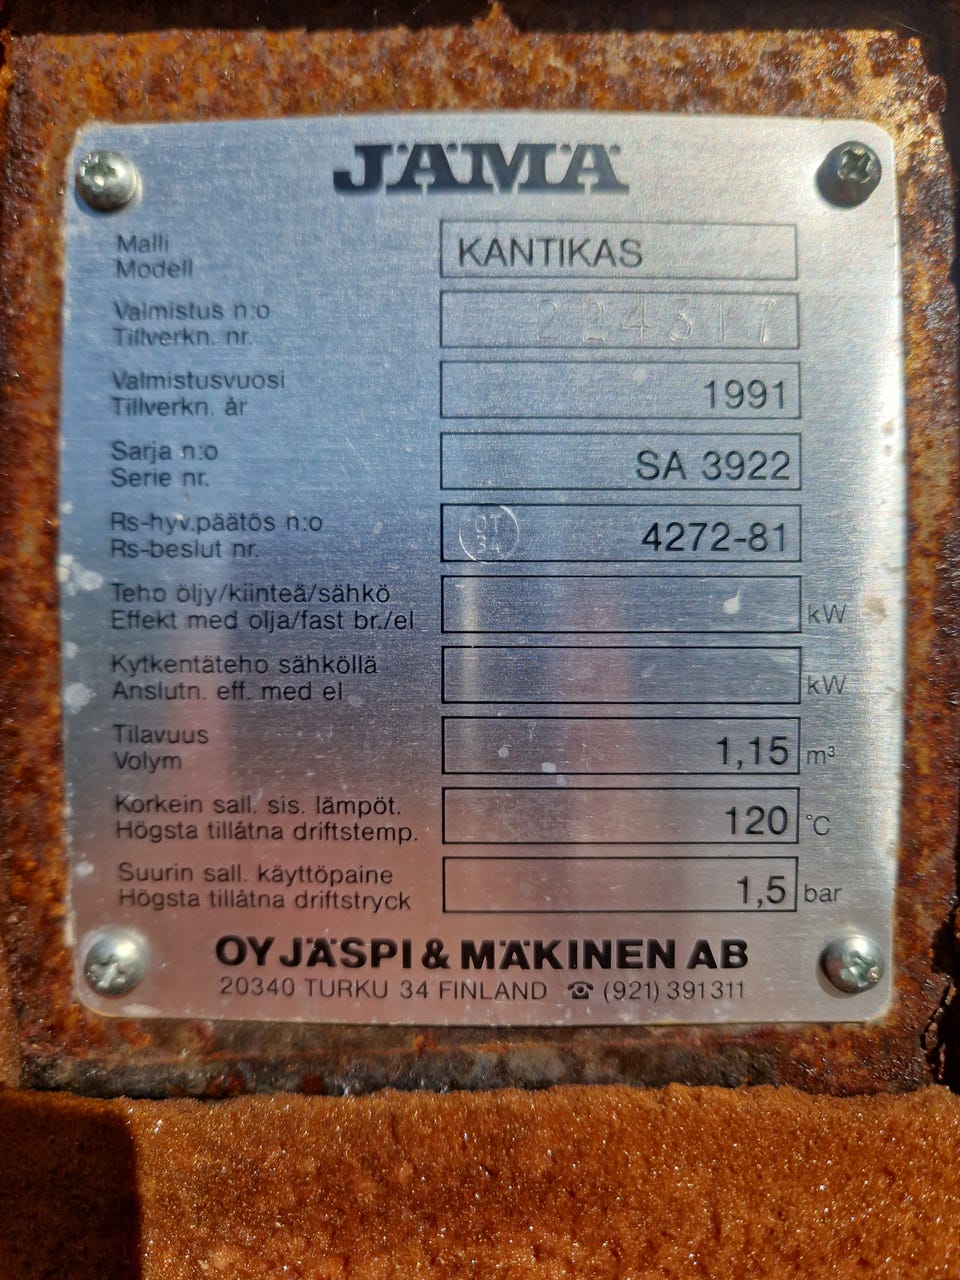 JÄMÄ
Malli
Modell
KANTIKAS
Valmistus n:o
Tillverkn. nr.
224317
Valmistusvuosi
Tillverkn. år
1991
Sarja n:o
Serie nr.
SA 3922
Rs-hyv.päätös n:o
Rs-beslut nr.
OT
4272-81
Teho öljy/kiinteä/sähkö
Effekt med olja/fast br./el
kW
Kytkentäteho sähköllä
Anslutn. eff. med el
kW
Tilavuus
Volym
1,15 m³
Korkein sall. sis. lämpöt.
Högsta tillåtna driftstemp.
120 °C
Suurin sall. käyttöpaine
Högsta tillåtna driftstryck
1,5 bar
OY JÄSPI & MÄKINEN AB
20340 TURKU 34 FINLAND ☎ (921) 391311